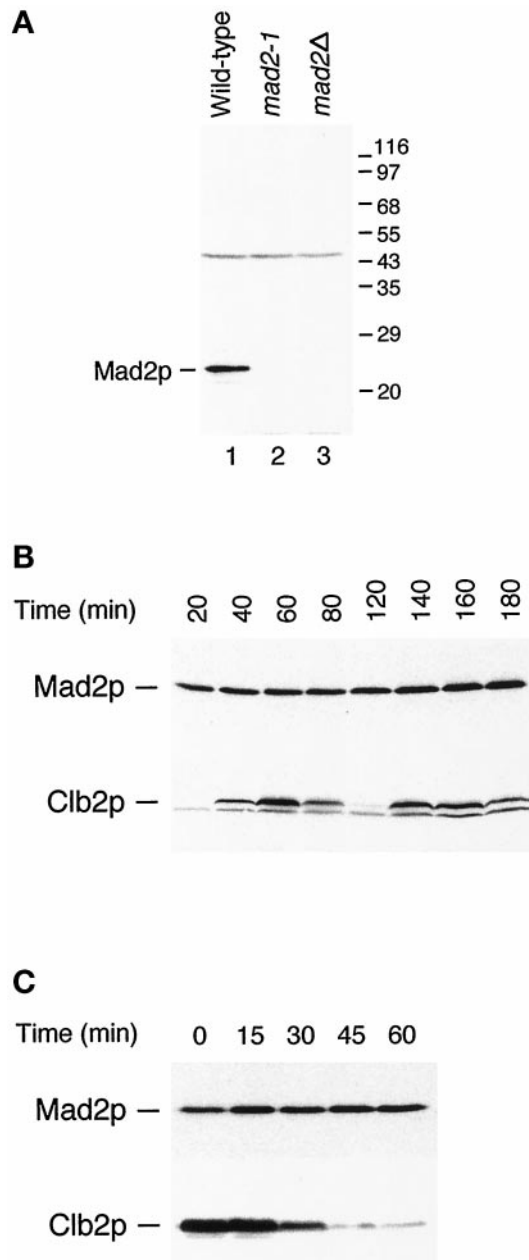 A
Wild-type
mad2-1
mad2Δ
116
97
68
55
43
35
29
Mad2p
20
1 2 3
B
Time (min) 20 40 60 80 120 140 160 180
Mad2p
Clb2p
C
Time (min) 0 15 30 45 60
Mad2p
Clb2p